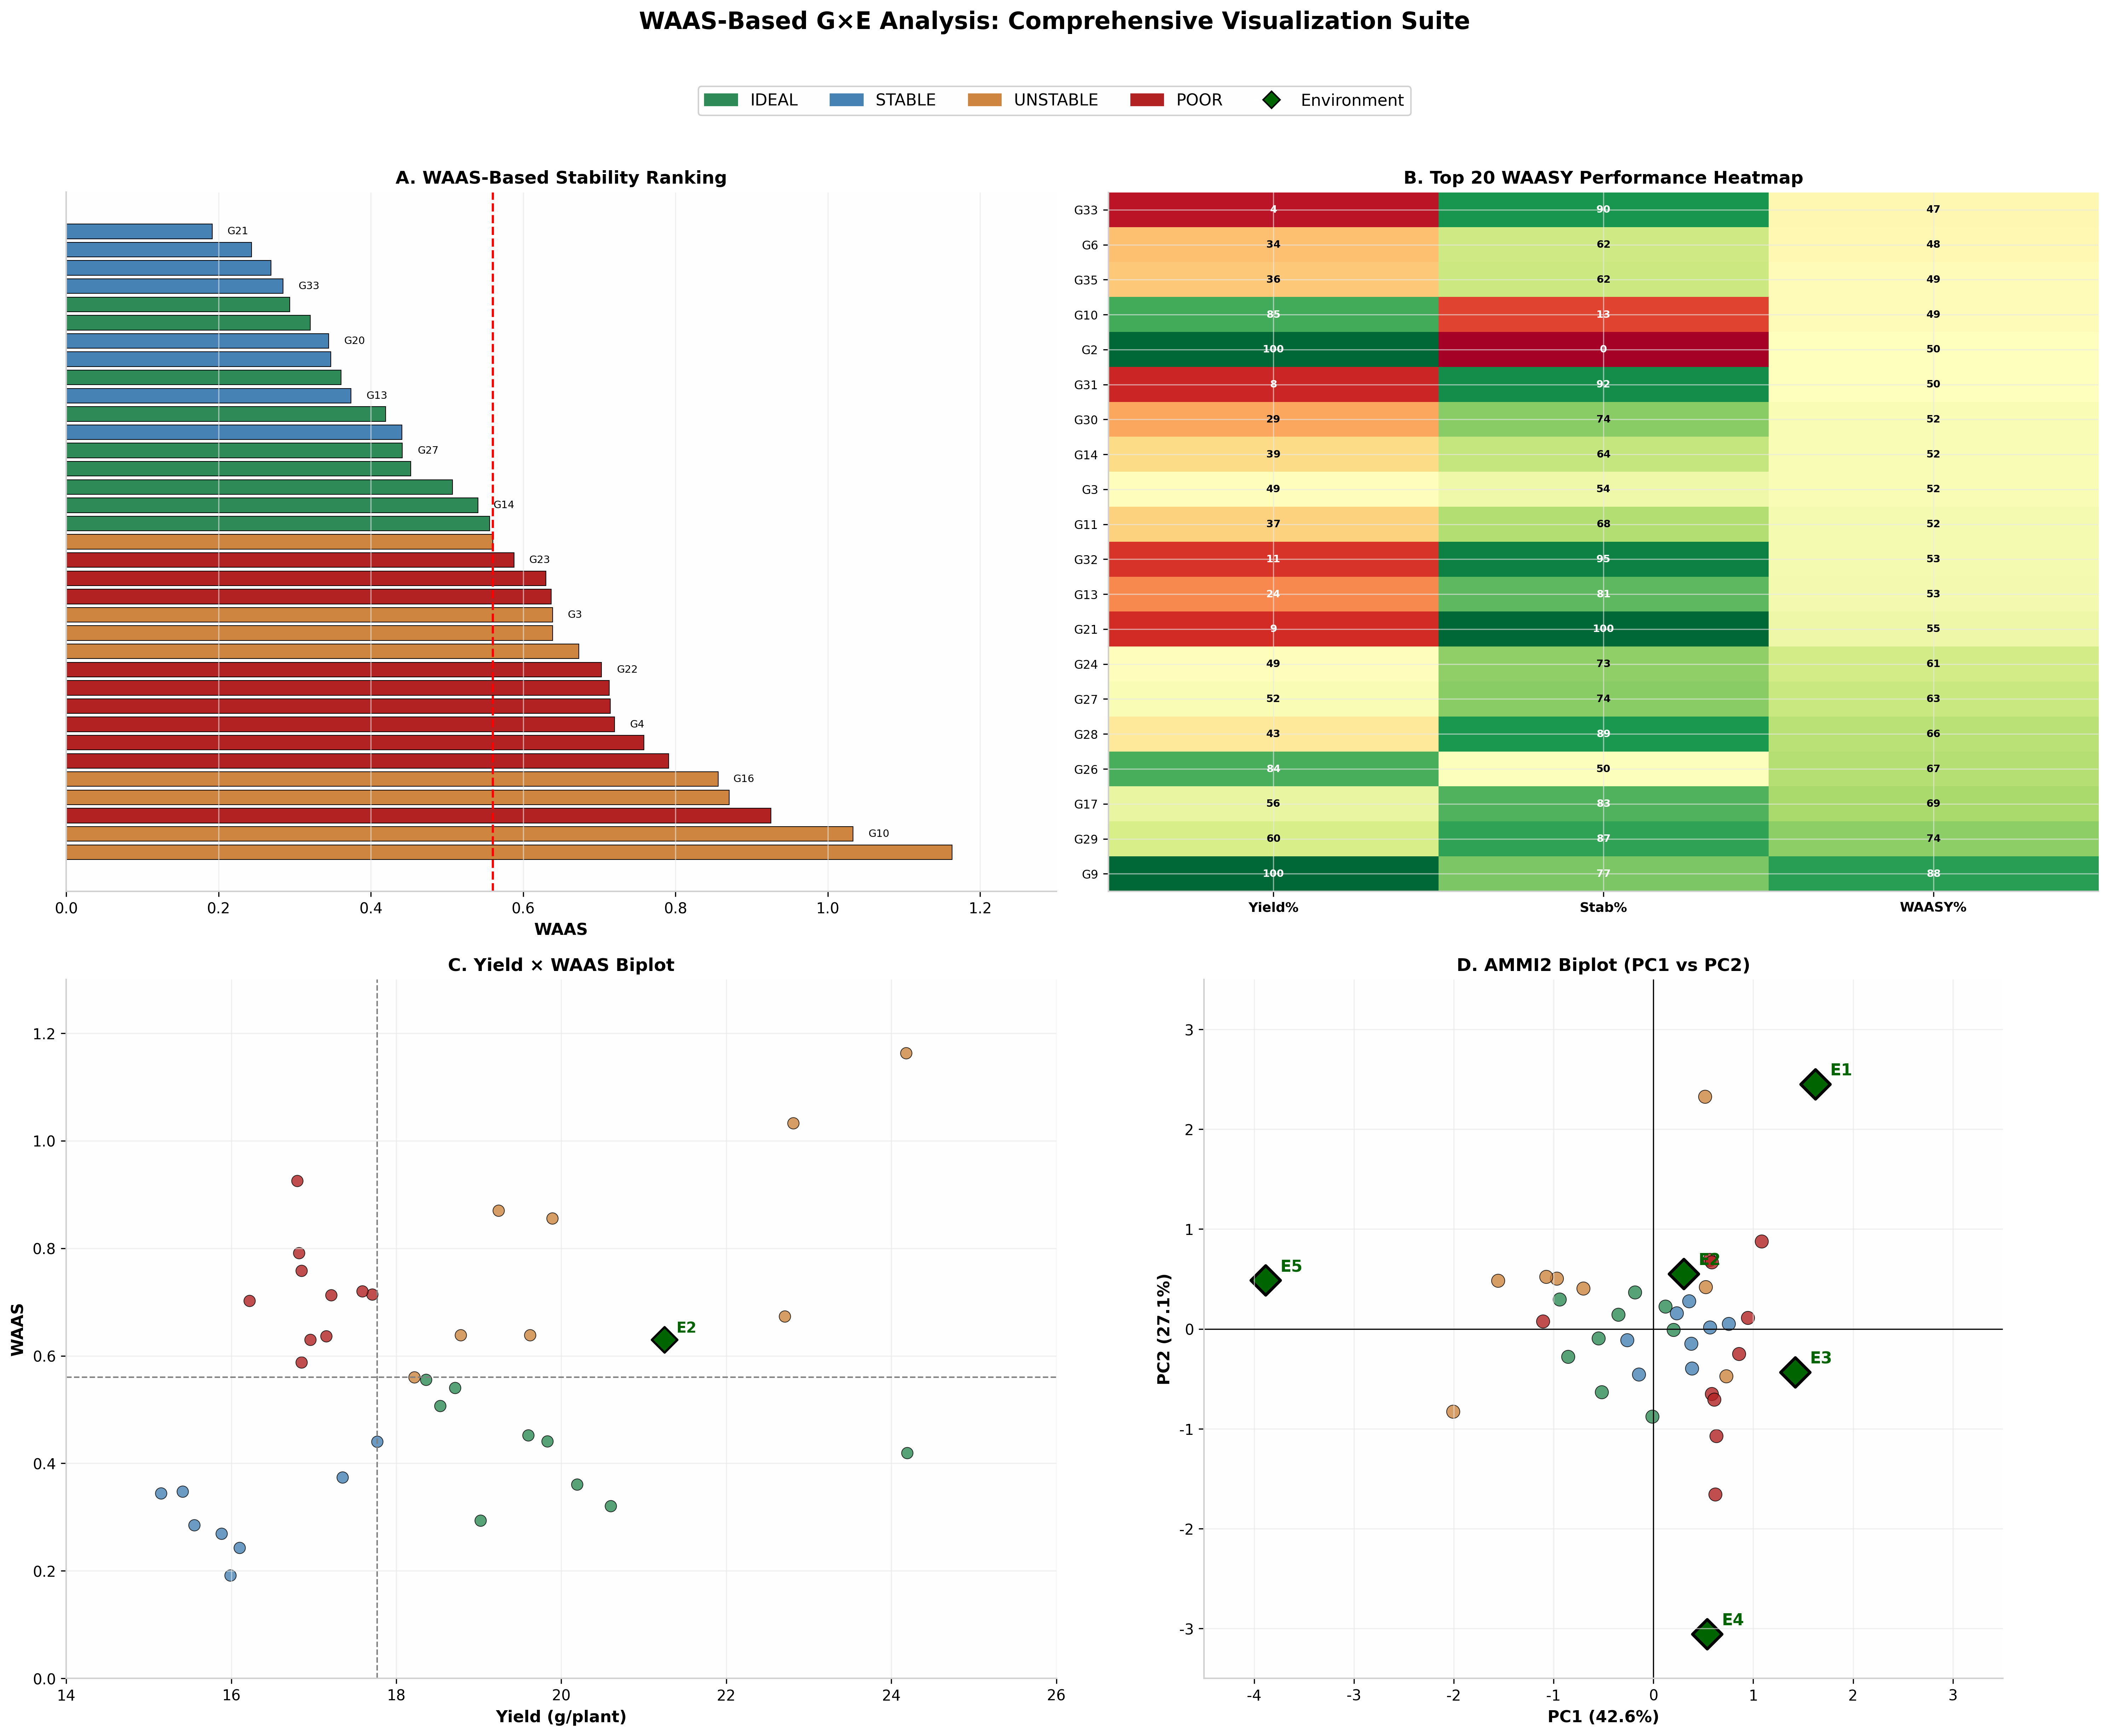 WAAS-Based G×E Analysis: Comprehensive Visualization Suite
IDEAL STABLE UNSTABLE POOR Environment
A. WAAS-Based Stability Ranking
G21
G33
G20
G13
G27
G14
G23
G3
G22
G4
G16
G10
0.0 0.2 0.4 0.6 0.8 1.0 1.2
WAAS
B. Top 20 WAASY Performance Heatmap
G33 4 90 47
G6 34 62 48
G35 36 62 49
G10 85 13 49
G2 100 0 50
G31 8 92 50
G30 29 74 52
G14 39 64 52
G3 49 54 52
G11 37 68 52
G32 11 95 53
G13 24 81 53
G21 9 100 55
G24 49 73 61
G27 52 74 63
G28 43 89 66
G26 84 50 67
G17 56 83 69
G29 60 87 74
G9 100 77 88
Yield% Stab% WAASY%
C. Yield × WAAS Biplot
WAAS
1.2
1.0
0.8
0.6
0.4
0.2
0.0
E2
14 16 18 20 22 24 26
Yield (g/plant)
D. AMMI2 Biplot (PC1 vs PC2)
PC2 (27.1%)
3
2
1
0
-1
-2
-3
E1
E5
E2
E3
E4
-4 -3 -2 -1 0 1 2 3
PC1 (42.6%)